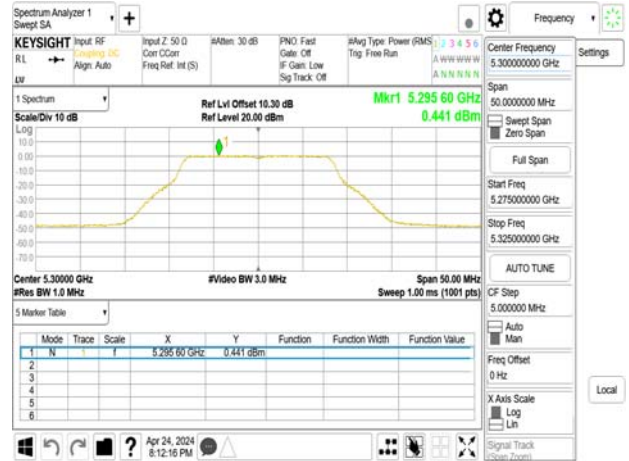 Spectrum Analyzer 1
Swept SA
+
Frequency
KEYSIGHT
RL
Input: RF
Coupling: DC
Align: Auto
Input Z: 50 Ω
Corr CCorr
Freq Ref: Int (S)
#Atten: 30 dB
PNO: Fast
Gate: Off
IF Gain: Low
Sig Track: Off
#Avg Type: Power (RMS)
Trig: Free Run
1 2 3 4 5 6
A W W W W W
A N N N N N
Center Frequency
5.300000000 GHz
Settings
Span
50.0000000 MHz
Swept Span
Zero Span
Full Span
Start Freq
5.275000000 GHz
Stop Freq
5.325000000 GHz
AUTO TUNE
CF Step
5.000000 MHz
Auto
Man
Freq Offset
0 Hz
X Axis Scale
Log
Lin
Signal Track
(Span Zoom)
Local
1 Spectrum
Scale/Div 10 dB
Ref Lvl Offset 10.30 dB
Ref Level 20.00 dBm
Mkr1 5.295 60 GHz
0.441 dBm
Log
10.0
0.00
-10.0
-20.0
-30.0
-40.0
-50.0
-60.0
-70.0
1
Center 5.30000 GHz
#Video BW 3.0 MHz
Span 50.00 MHz
#Res BW 1.0 MHz
Sweep 1.00 ms (1001 pts)
5 Marker Table
Mode Trace Scale X Y Function Function Width Function Value
1 N 1 f 5.295 60 GHz 0.441 dBm
2
3
4
5
6
?
Apr 24, 2024
8:12:16 PM